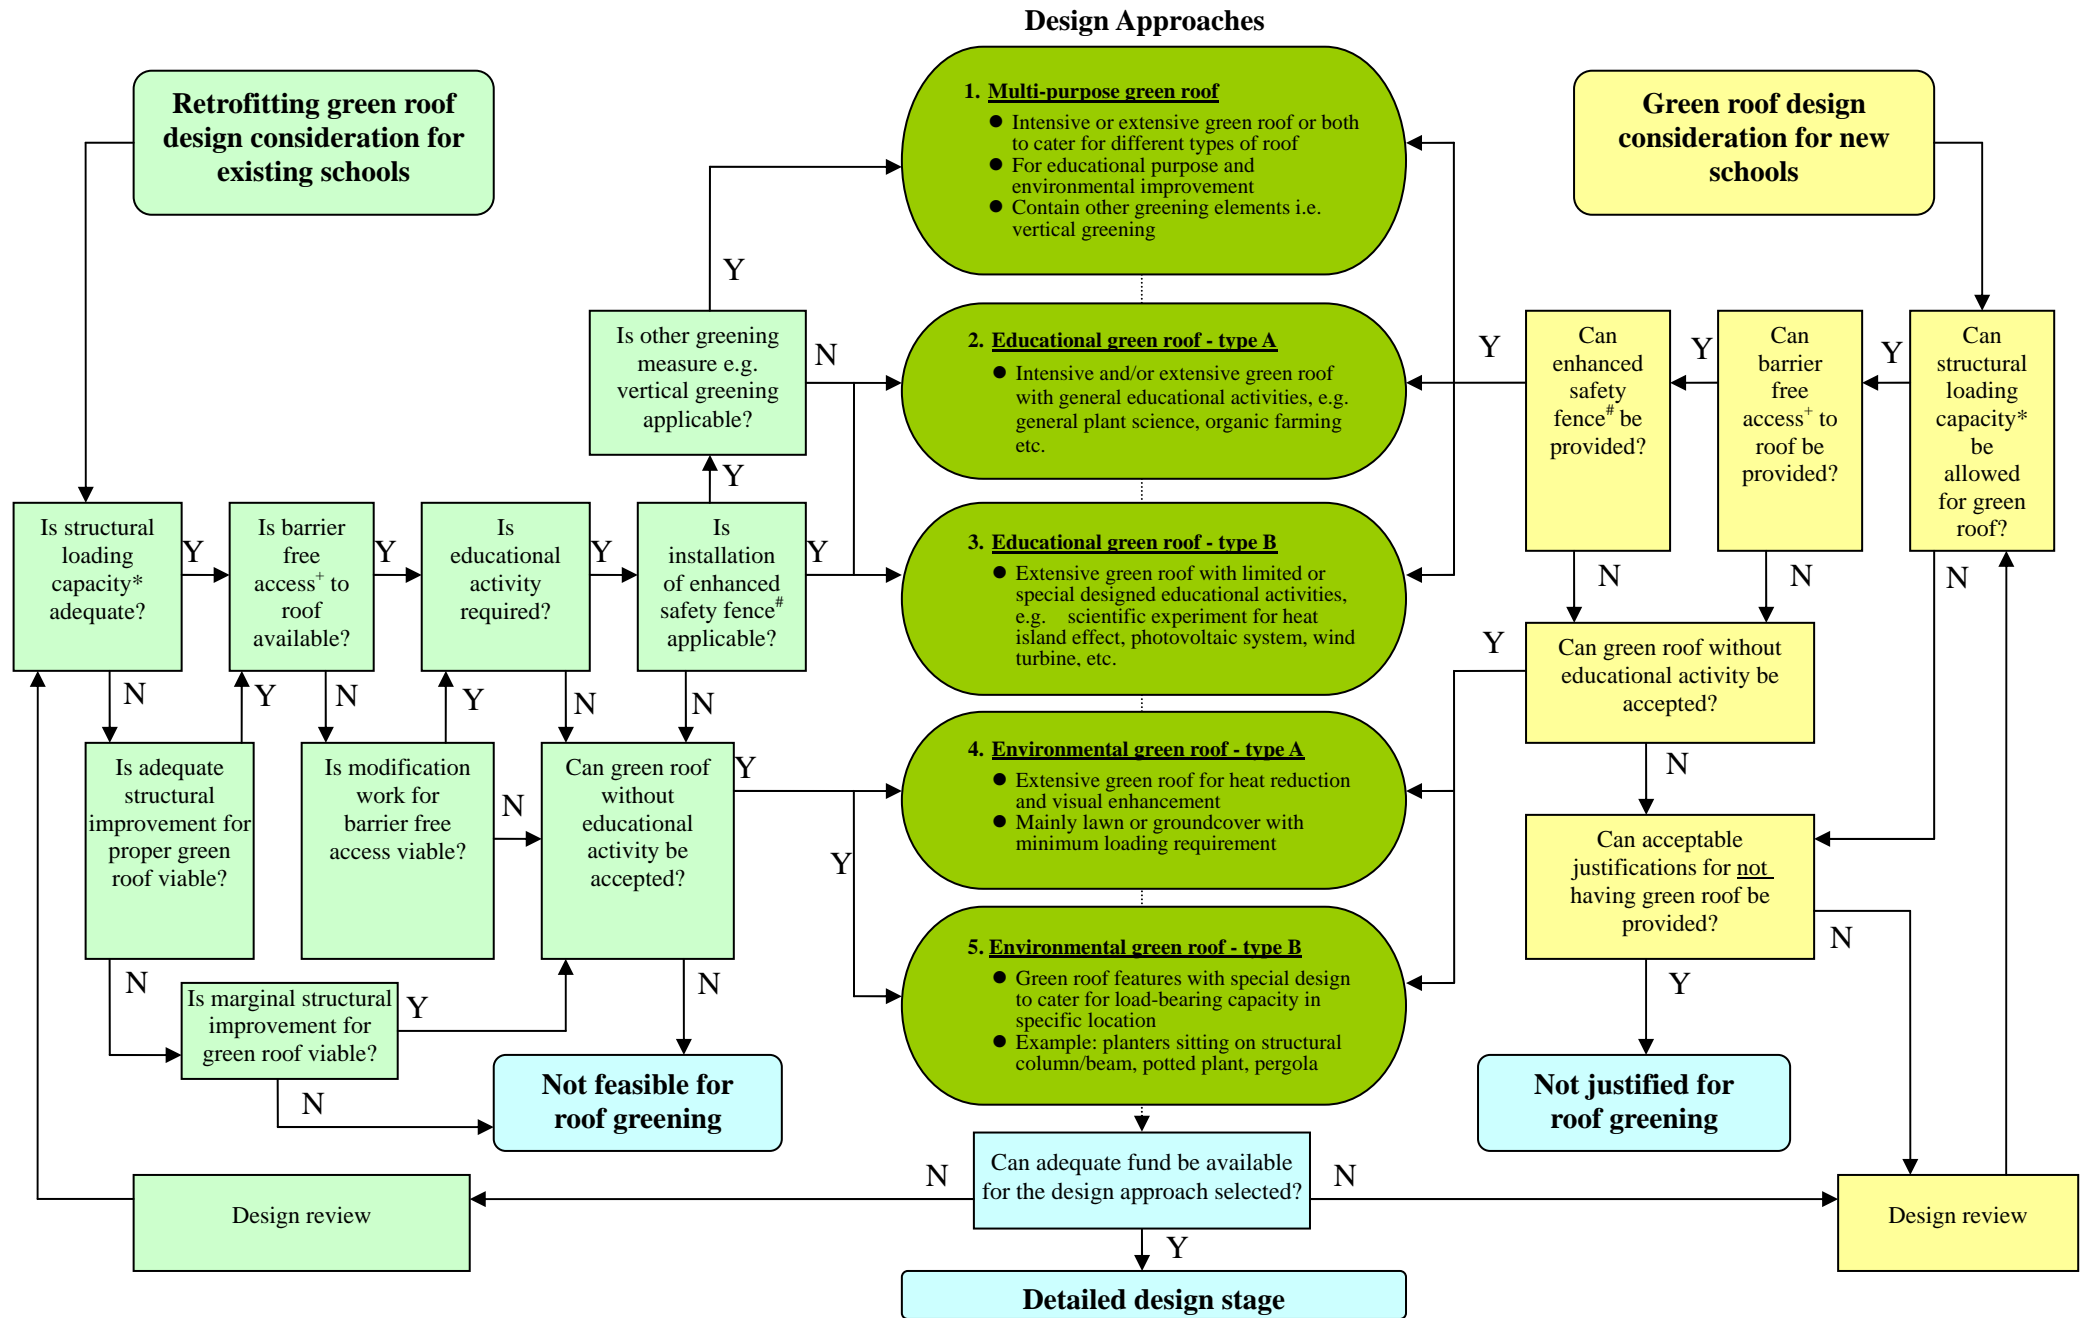 Design Approaches
Retrofitting green roof
design consideration for
existing schools
1. Multi-purpose green roof
● Intensive or extensive green roof or both
to cater for different types of roof
● For educational purpose and
environmental improvement
● Contain other greening elements i.e.
vertical greening
Green roof design
consideration for new
schools
Y
Is other greening
measure e.g.
vertical greening
applicable?
N
Y
2. Educational green roof - type A
● Intensive and/or extensive green roof
with general educational activities, e.g.
general plant science, organic farming
etc.
Y
Can
enhanced
safety
fence# be
provided?
Y
Can
barrier
free
access+ to
roof be
provided?
Y
Can
structural
loading
capacity*
be
allowed
for green
roof?
N
N
N
Is structural
loading
capacity*
adequate?
Y
Is barrier
free
access+ to
roof
available?
Y
Is
educational
activity
required?
Y
Is
installation
of enhanced
safety fence#
applicable?
Y
3. Educational green roof - type B
● Extensive green roof with limited or
special designed educational activities,
e.g. scientific experiment for heat
island effect, photovoltaic system, wind
turbine, etc.
Y
Can green roof without
educational activity be
accepted?
N
N
Y
N
Y
N
N
Is adequate
structural
improvement for
proper green
roof viable?
Is modification
work for
barrier free
access viable?
N
Can green roof
without
educational
activity be
accepted?
Y
Y
4. Environmental green roof - type A
● Extensive green roof for heat reduction
and visual enhancement
● Mainly lawn or groundcover with
minimum loading requirement
Can acceptable
justifications for not
having green roof be
provided?
N
Y
N
Is marginal structural
improvement for
green roof viable?
Y
N
N
5. Environmental green roof - type B
● Green roof features with special design
to cater for load-bearing capacity in
specific location
● Example: planters sitting on structural
column/beam, potted plant, pergola
Not feasible for
roof greening
Not justified for
roof greening
Design review
N
Can adequate fund be available
for the design approach selected?
N
Design review
Y
Detailed design stage